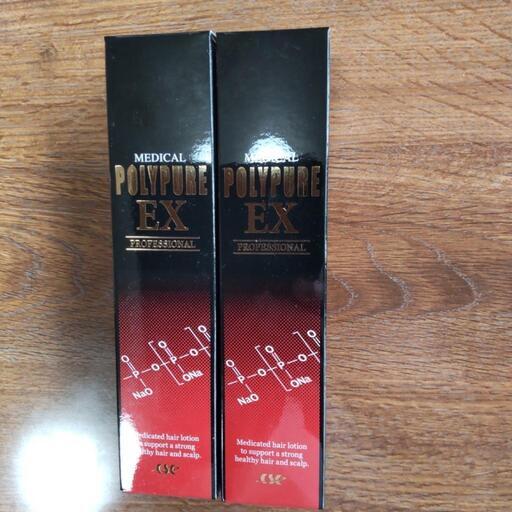 MEDICAL
POLYPURE
EX
PROFESSIONAL
O
P
O
P
O
O
NaO
ONa
Medicated hair lotion
to support a strong
healthy hair and scalp.
CSC
MEDICAL
POLYPURE
EX
PROFESSIONAL
O
P
O
P
O
O
NaO
ONa
Medicated hair lotion
to support a strong
healthy hair and scalp.
CSC